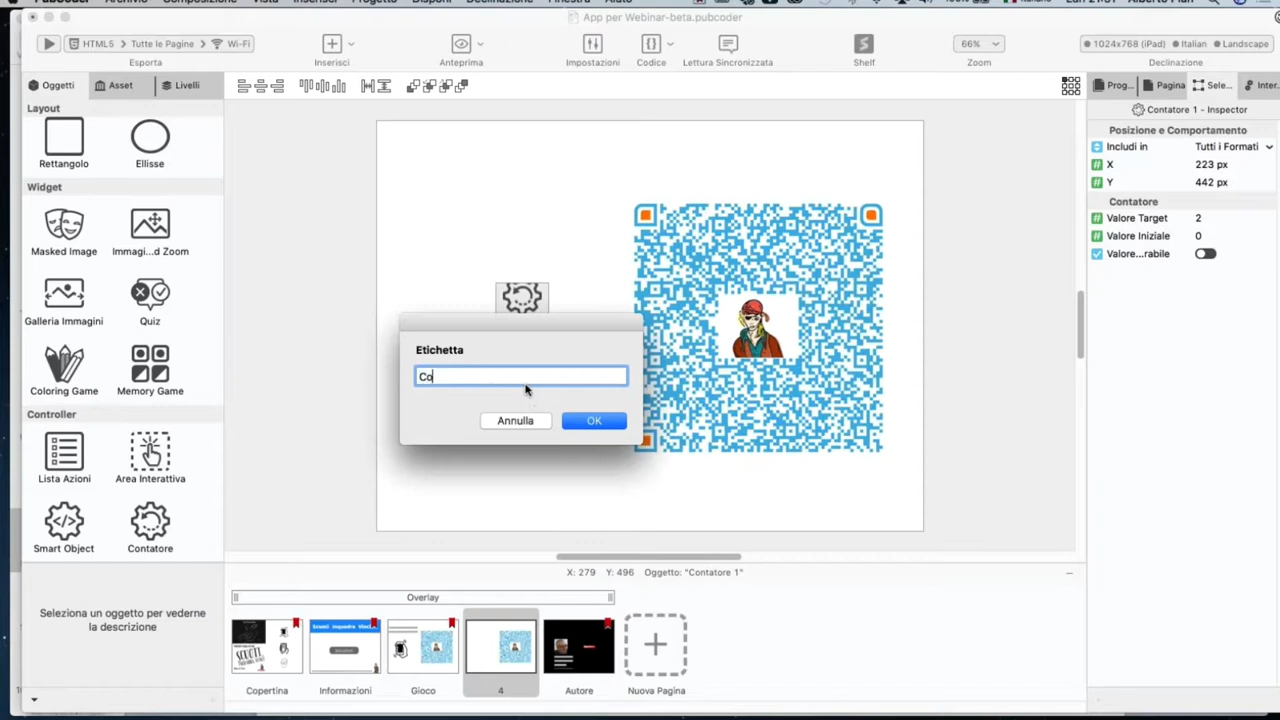 App per Webinar-beta.pubcoder
HTML5 > Tutte le Pagine > Wi-Fi
66%
1024x768 (iPad) Italian Landscape
Esporta
Inserisci
Anteprima
Impostazioni
Codice
Lettura Sincronizzata
Shelf
Zoom
Declinazione
Oggetti
Asset
Livelli
Prog...
Pagina
Sele...
Inter.
Layout
Contatore 1 - Inspector
Rettangolo
Ellisse
Posizione e Comportamento
Includi in
Tutti i Formati
X
223 px
Y
442 px
Widget
Contatore
Valore Target
2
Valore Iniziale
0
Valore...rabile
Masked Image
Immagi...d Zoom
Galleria Immagini
Quiz
Coloring Game
Memory Game
Etichetta
Co
Annulla
OK
Controller
Lista Azioni
Area Interattiva
Smart Object
Contatore
X: 279 Y: 496 Oggetto: "Contatore 1"
Seleziona un oggetto per vederne
la descrizione
Overlay
Copertina
Informazioni
Gioco
4
Autore
Nuova Pagina